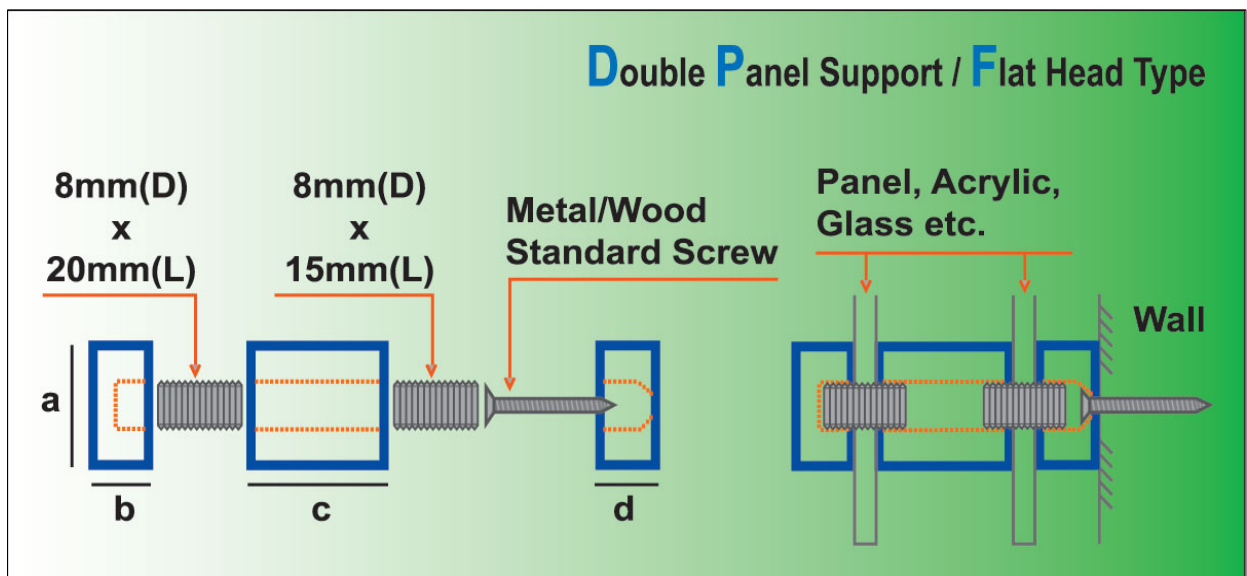 Double Panel Support / Flat Head Type
8mm(D)
x
20mm(L)
8mm(D)
x
15mm(L)
Metal/Wood
Standard Screw
Panel, Acrylic,
Glass etc.
Wall
a
b
c
d